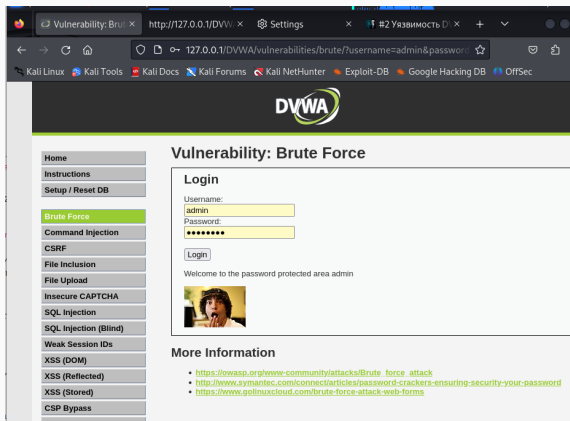 Vulnerability: Bru
http://127.0.0.1/DVW
Settings
#2 Уязвимость D
127.0.0.1/DVWA/vulnerabilities/brute/?username=admin&password
Kali Linux
Kali Tools
Kali Docs
Kali Forums
Kali NetHunter
Exploit-DB
Google Hacking DB
OffSec
DVWA
Home
Instructions
Setup / Reset DB
Brute Force
Command Injection
CSRF
File Inclusion
File Upload
Insecure CAPTCHA
SQL Injection
SQL Injection (Blind)
Weak Session IDs
XSS (DOM)
XSS (Reflected)
XSS (Stored)
CSP Bypass
Vulnerability: Brute Force
Login
Username:
admin
Password:
••••••••
Login
Welcome to the password protected area admin
More Information
https://owasp.org/www-community/attacks/Brute_force_attack
http://www.symantec.com/connect/articles/password-crackers-ensuring-security-your-password
https://www.golinuxcloud.com/brute-force-attack-web-forms